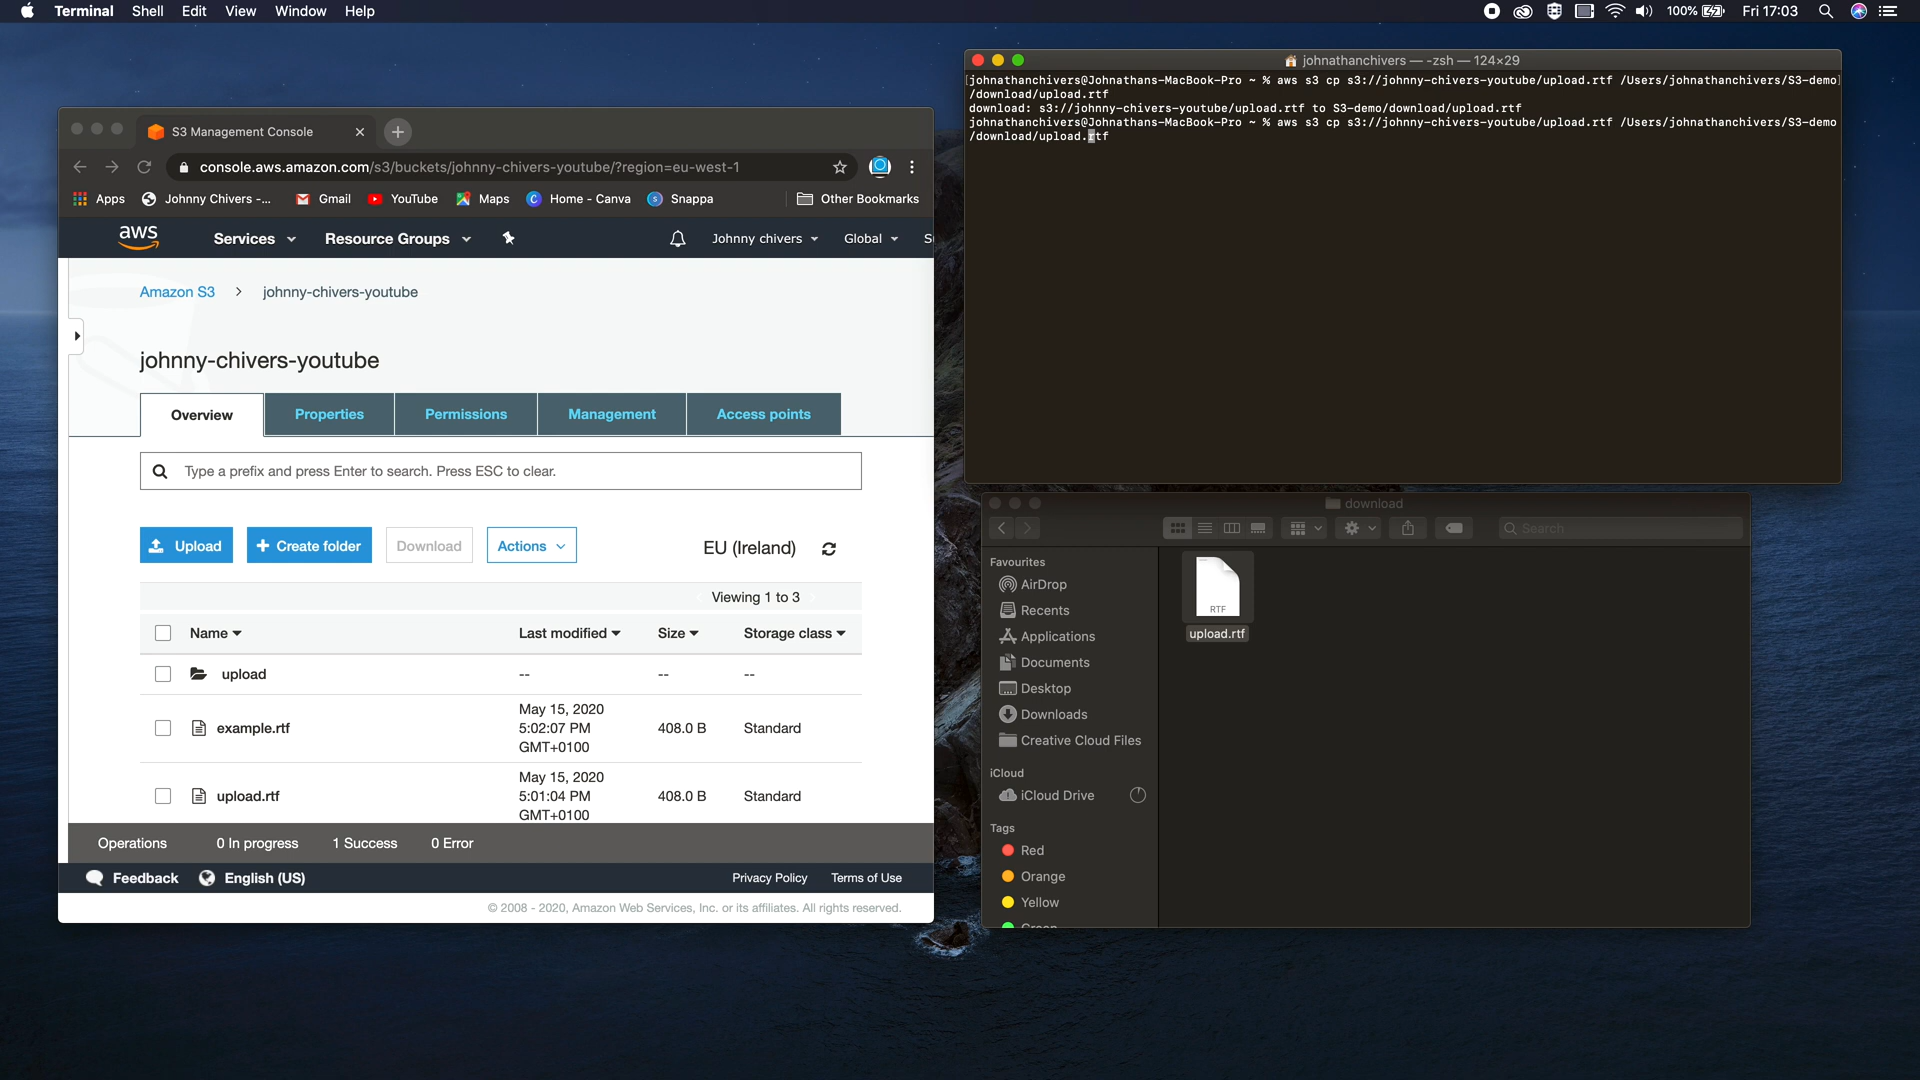 Terminal Shell Edit View Window Help
100% Fri 17:03
S3 Management Console
console.aws.amazon.com/s3/buckets/johnny-chivers-youtube/?region=eu-west-1
Apps Johnny Chivers -... Gmail YouTube Maps Home - Canva Snappa Other Bookmarks
aws Services Resource Groups Johnny chivers Global
Amazon S3 > johnny-chivers-youtube
johnny-chivers-youtube
Overview Properties Permissions Management Access points
Type a prefix and press Enter to search. Press ESC to clear.
Upload + Create folder Download Actions EU (Ireland)
Viewing 1 to 3
Name Last modified Size Storage class
upload -- -- --
May 15, 2020
example.rtf 5:02:07 PM 408.0 B Standard
GMT+0100
May 15, 2020
upload.rtf 5:01:04 PM 408.0 B Standard
GMT+0100
Operations 0 In progress 1 Success 0 Error
Feedback English (US) Privacy Policy Terms of Use
© 2008 - 2020, Amazon Web Services, Inc. or its affiliates. All rights reserved.
johnathanchivers — -zsh — 124×29
[johnathanchivers@Johnathans-MacBook-Pro ~ % aws s3 cp s3://johnny-chivers-youtube/upload.rtf /Users/johnathanchivers/S3-demo]
/download/upload.rtf
download: s3://johnny-chivers-youtube/upload.rtf to S3-demo/download/upload.rtf
johnathanchivers@Johnathans-MacBook-Pro ~ % aws s3 cp s3://johnny-chivers-youtube/upload.rtf /Users/johnathanchivers/S3-demo
/download/upload.rtf
download
Search
Favourites
AirDrop
Recents
Applications
Documents
Desktop
Downloads
Creative Cloud Files
iCloud
iCloud Drive
Tags
Red
Orange
Yellow
Green
RTF
upload.rtf